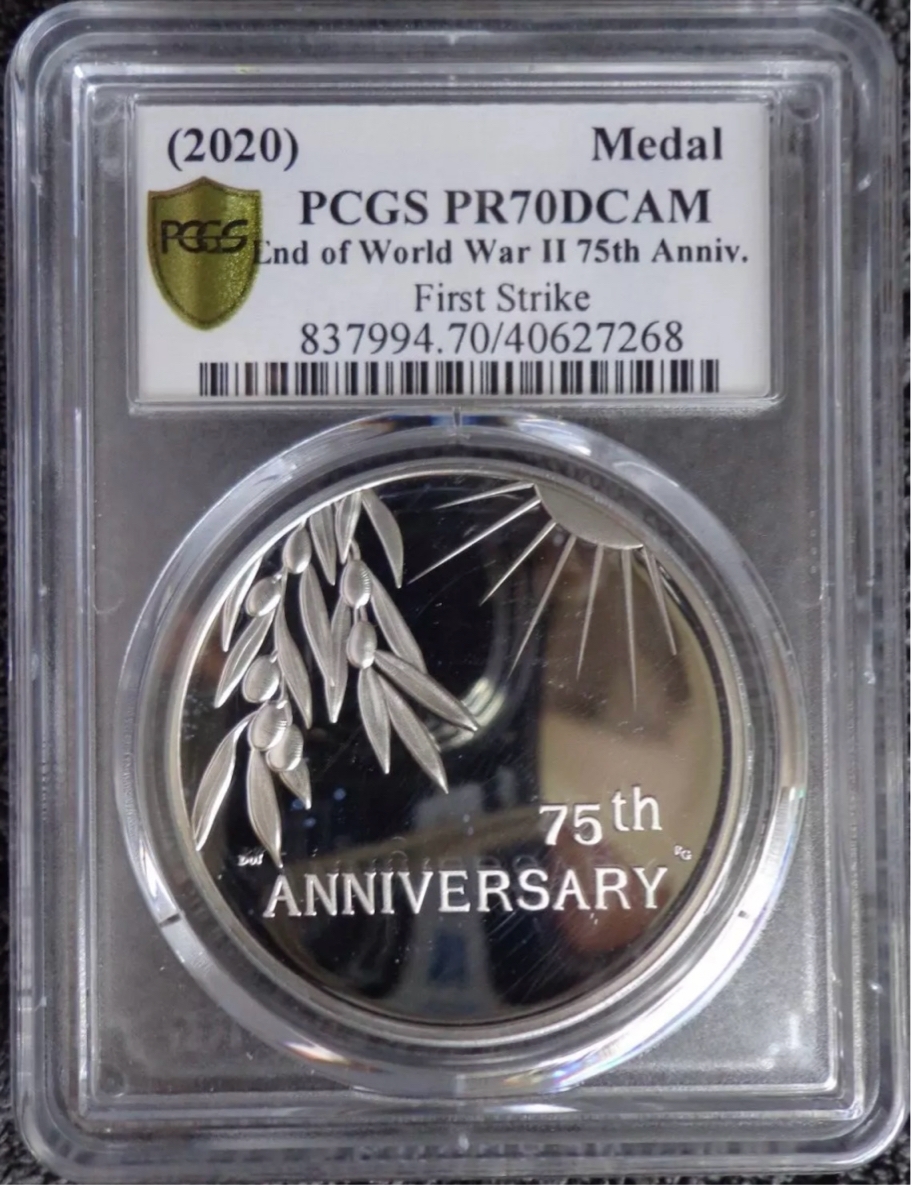 (2020) Medal
PCGS PR70DCAM
PCGS
End of World War II 75th Anniv.
First Strike
837994.70/40627268
75th
ANNIVERSARY